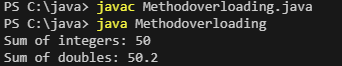 PS C:\java> javac Methodoverloading.java
PS C:\java> java Methodoverloading
Sum of integers: 50
Sum of doubles: 50.2